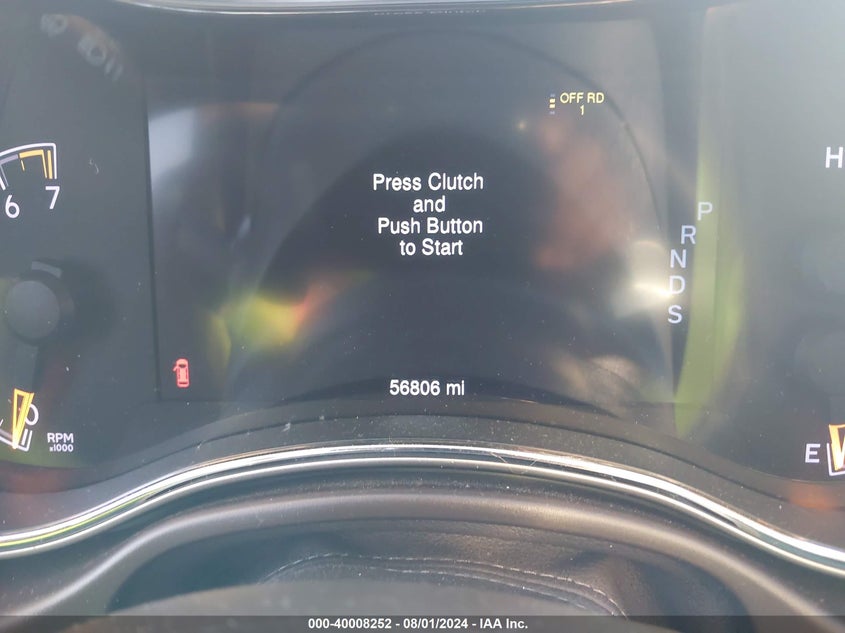 OFF RD
1
Press Clutch
and
Push Button
to Start
6 7
H
P
R
N
D
S
56806 mi
0
RPM
x1000
E
000-40008252 - 08/01/2024 - IAA Inc.